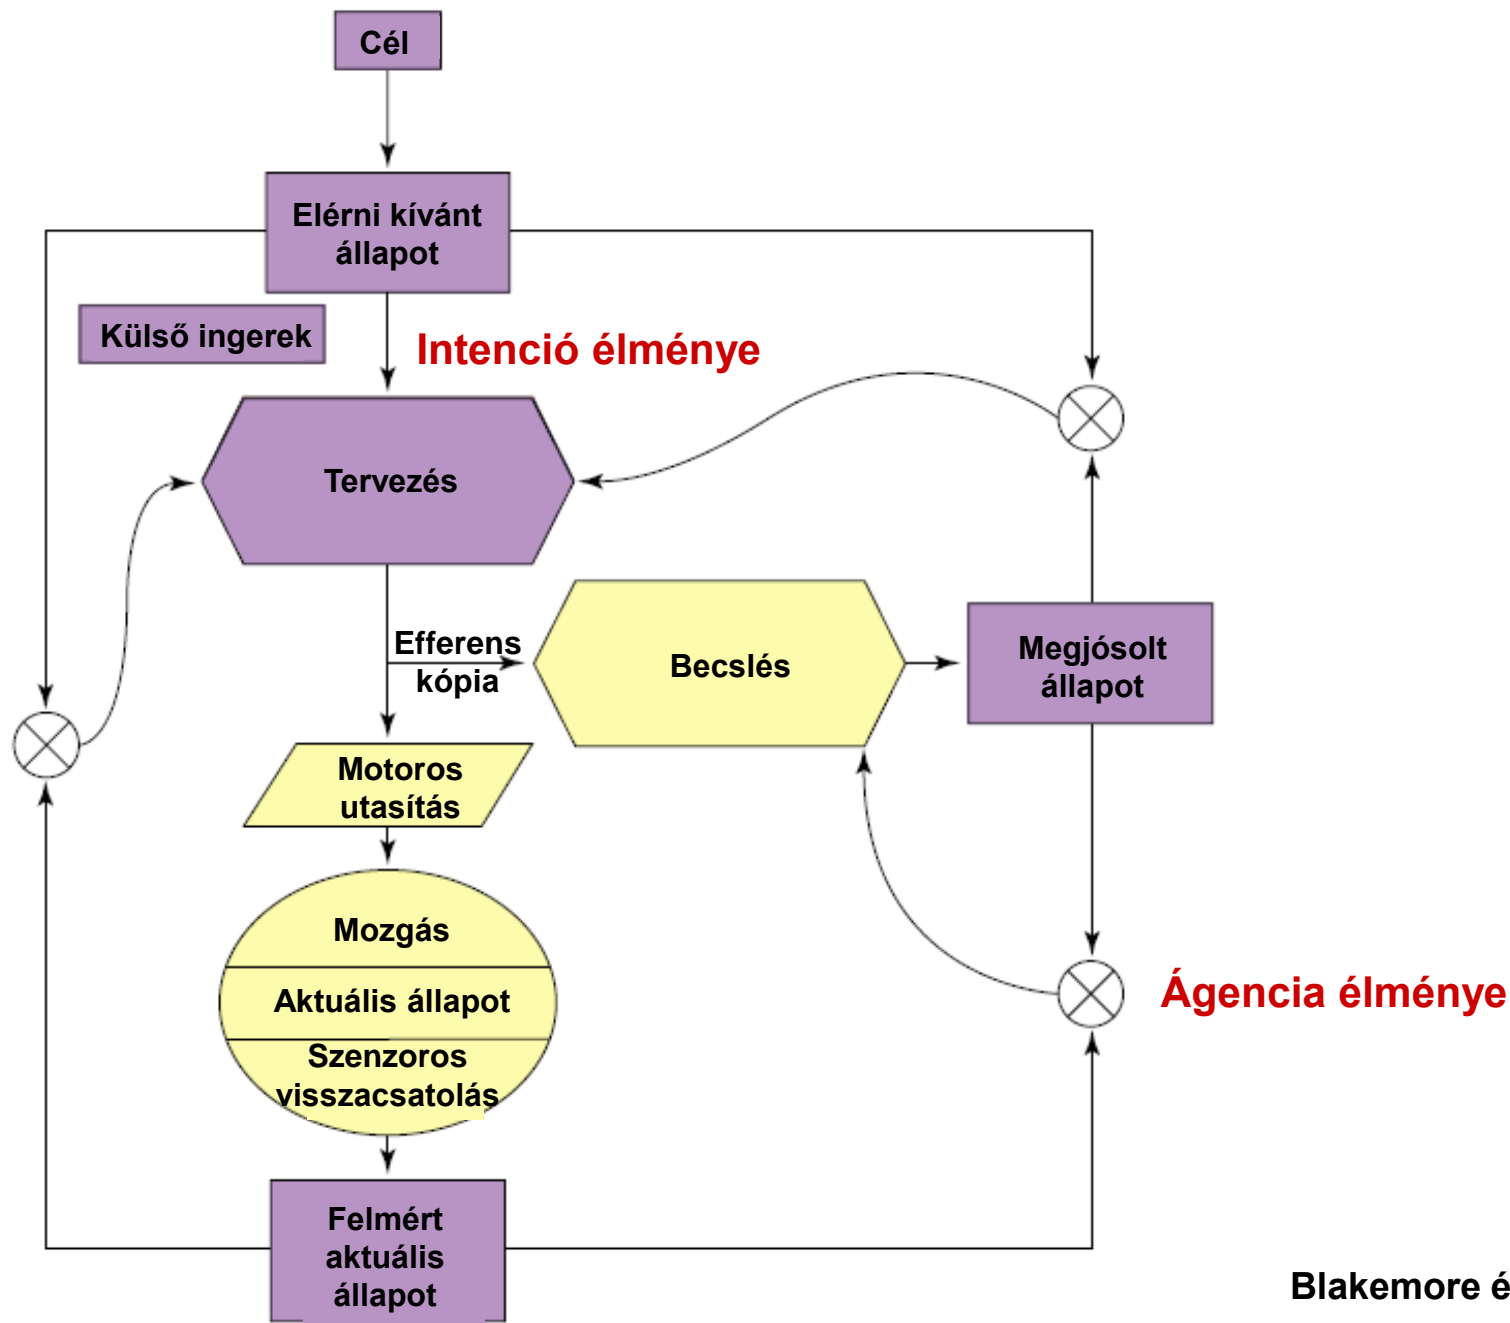 Cél
Elérni kívánt
állapot
Külső ingerek
Intenció élménye
Tervezés
Efferens
kópia
Becslés
Megjósolt
állapot
Motoros
utasítás
Mozgás
Aktuális állapot
Szenzoros
visszacsatolás
Ágencia élménye
Felmért
aktuális
állapot
Blakemore é